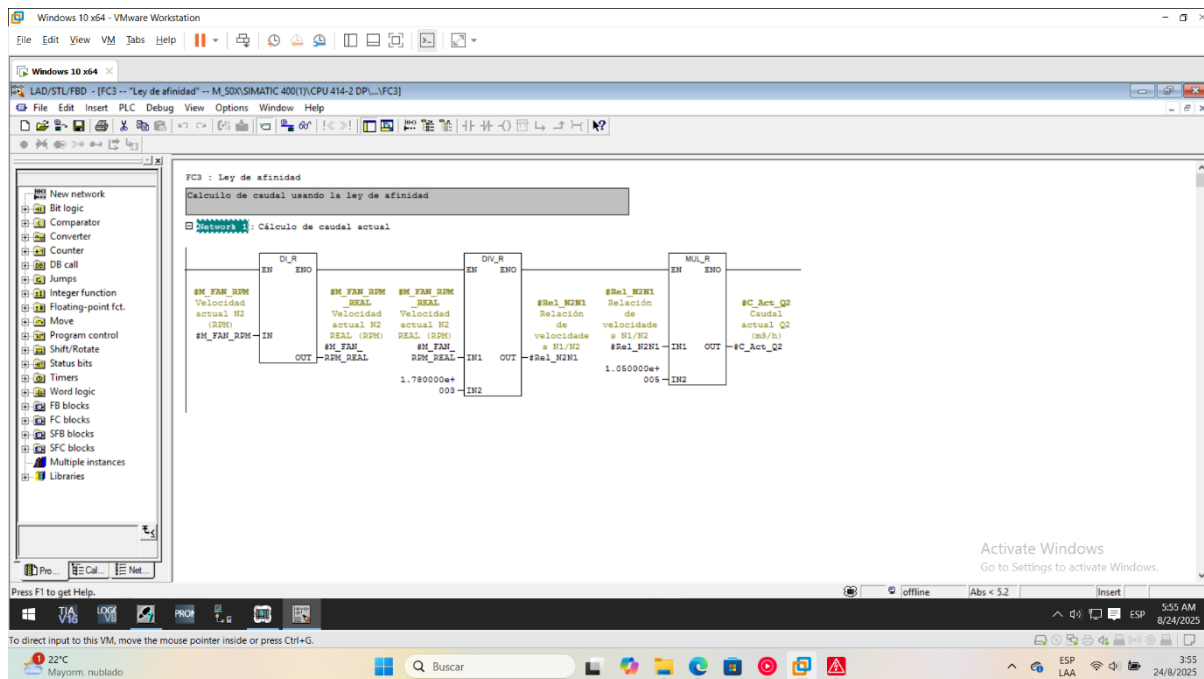 Windows 10 x64 - VMware Workstation
File Edit View VM Tabs Help
Windows 10 x64
LAD/STL/FBD - [FC3 -- "Ley de afinidad" -- M_S0X\SIMATIC 400(1)\CPU 414-2 DP\...\FC3]
File Edit Insert PLC Debug View Options Window Help
New network
Bit logic
Comparator
Converter
Counter
DB call
Jumps
Integer function
Floating-point fct.
Move
Program control
Shift/Rotate
Status bits
Timers
Word logic
FB blocks
FC blocks
SFB blocks
SFC blocks
Multiple instances
Libraries
Pro... Cal... Net...
FC3 : Ley de afinidad
Calcuilo de caudal usando la ley de afinidad
Network 1 : Cálculo de caudal actual
DI_R
EN ENO
#M_FAN_RPM
Velocidad
actual N2
(RPM)
#M_FAN_RPM IN
#M_FAN_RPM
_REAL
Velocidad
actual N2
REAL (RPM)
#M_FAN_
OUT RPM_REAL
DIV_R
EN ENO
#M_FAN_RPM
_REAL
Velocidad
actual N2
REAL (RPM)
#M_FAN_
RPM_REAL IN1
1.780000e+
003 IN2
#Rel_N2N1
Relación
de
velocidade
s N1/N2
OUT #Rel_N2N1
MUL_R
EN ENO
#Rel_N2N1
Relación
de
velocidade
s N1/N2
#Rel_N2N1 IN1
1.050000e+
005 IN2
#C_Act_Q2
Caudal
actual Q2
(m3/h)
OUT #C_Act_Q2
Activate Windows
Go to Settings to activate Windows.
Press F1 to get Help.
offline Abs < 5.2 Insert
TIA V16 LOGO V8 PRON
ESP 5:55 AM
8/24/2025
To direct input to this VM, move the mouse pointer inside or press Ctrl+G.
1 22°C
Mayorm. nublado
Buscar
ESP
LAA
3:55
24/8/2025